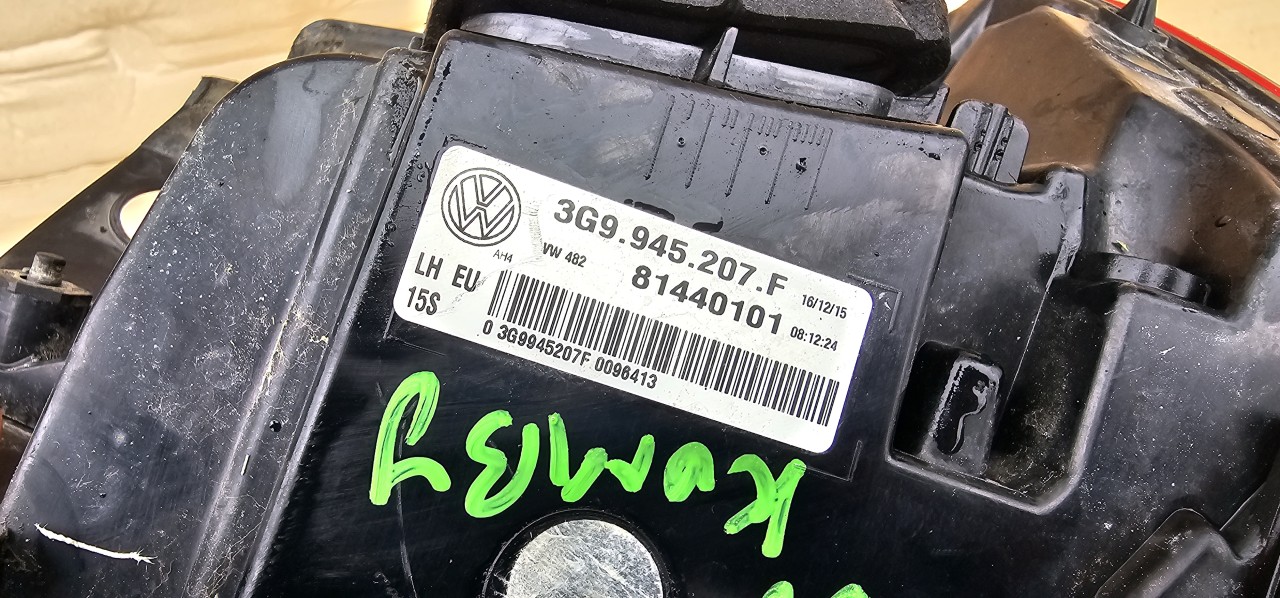 3G9.945.207.F
AH4 VW 482 81440101 16/12/15
LH EU 08:12:24
15S
0 3G9945207F 0096413
KOMBY